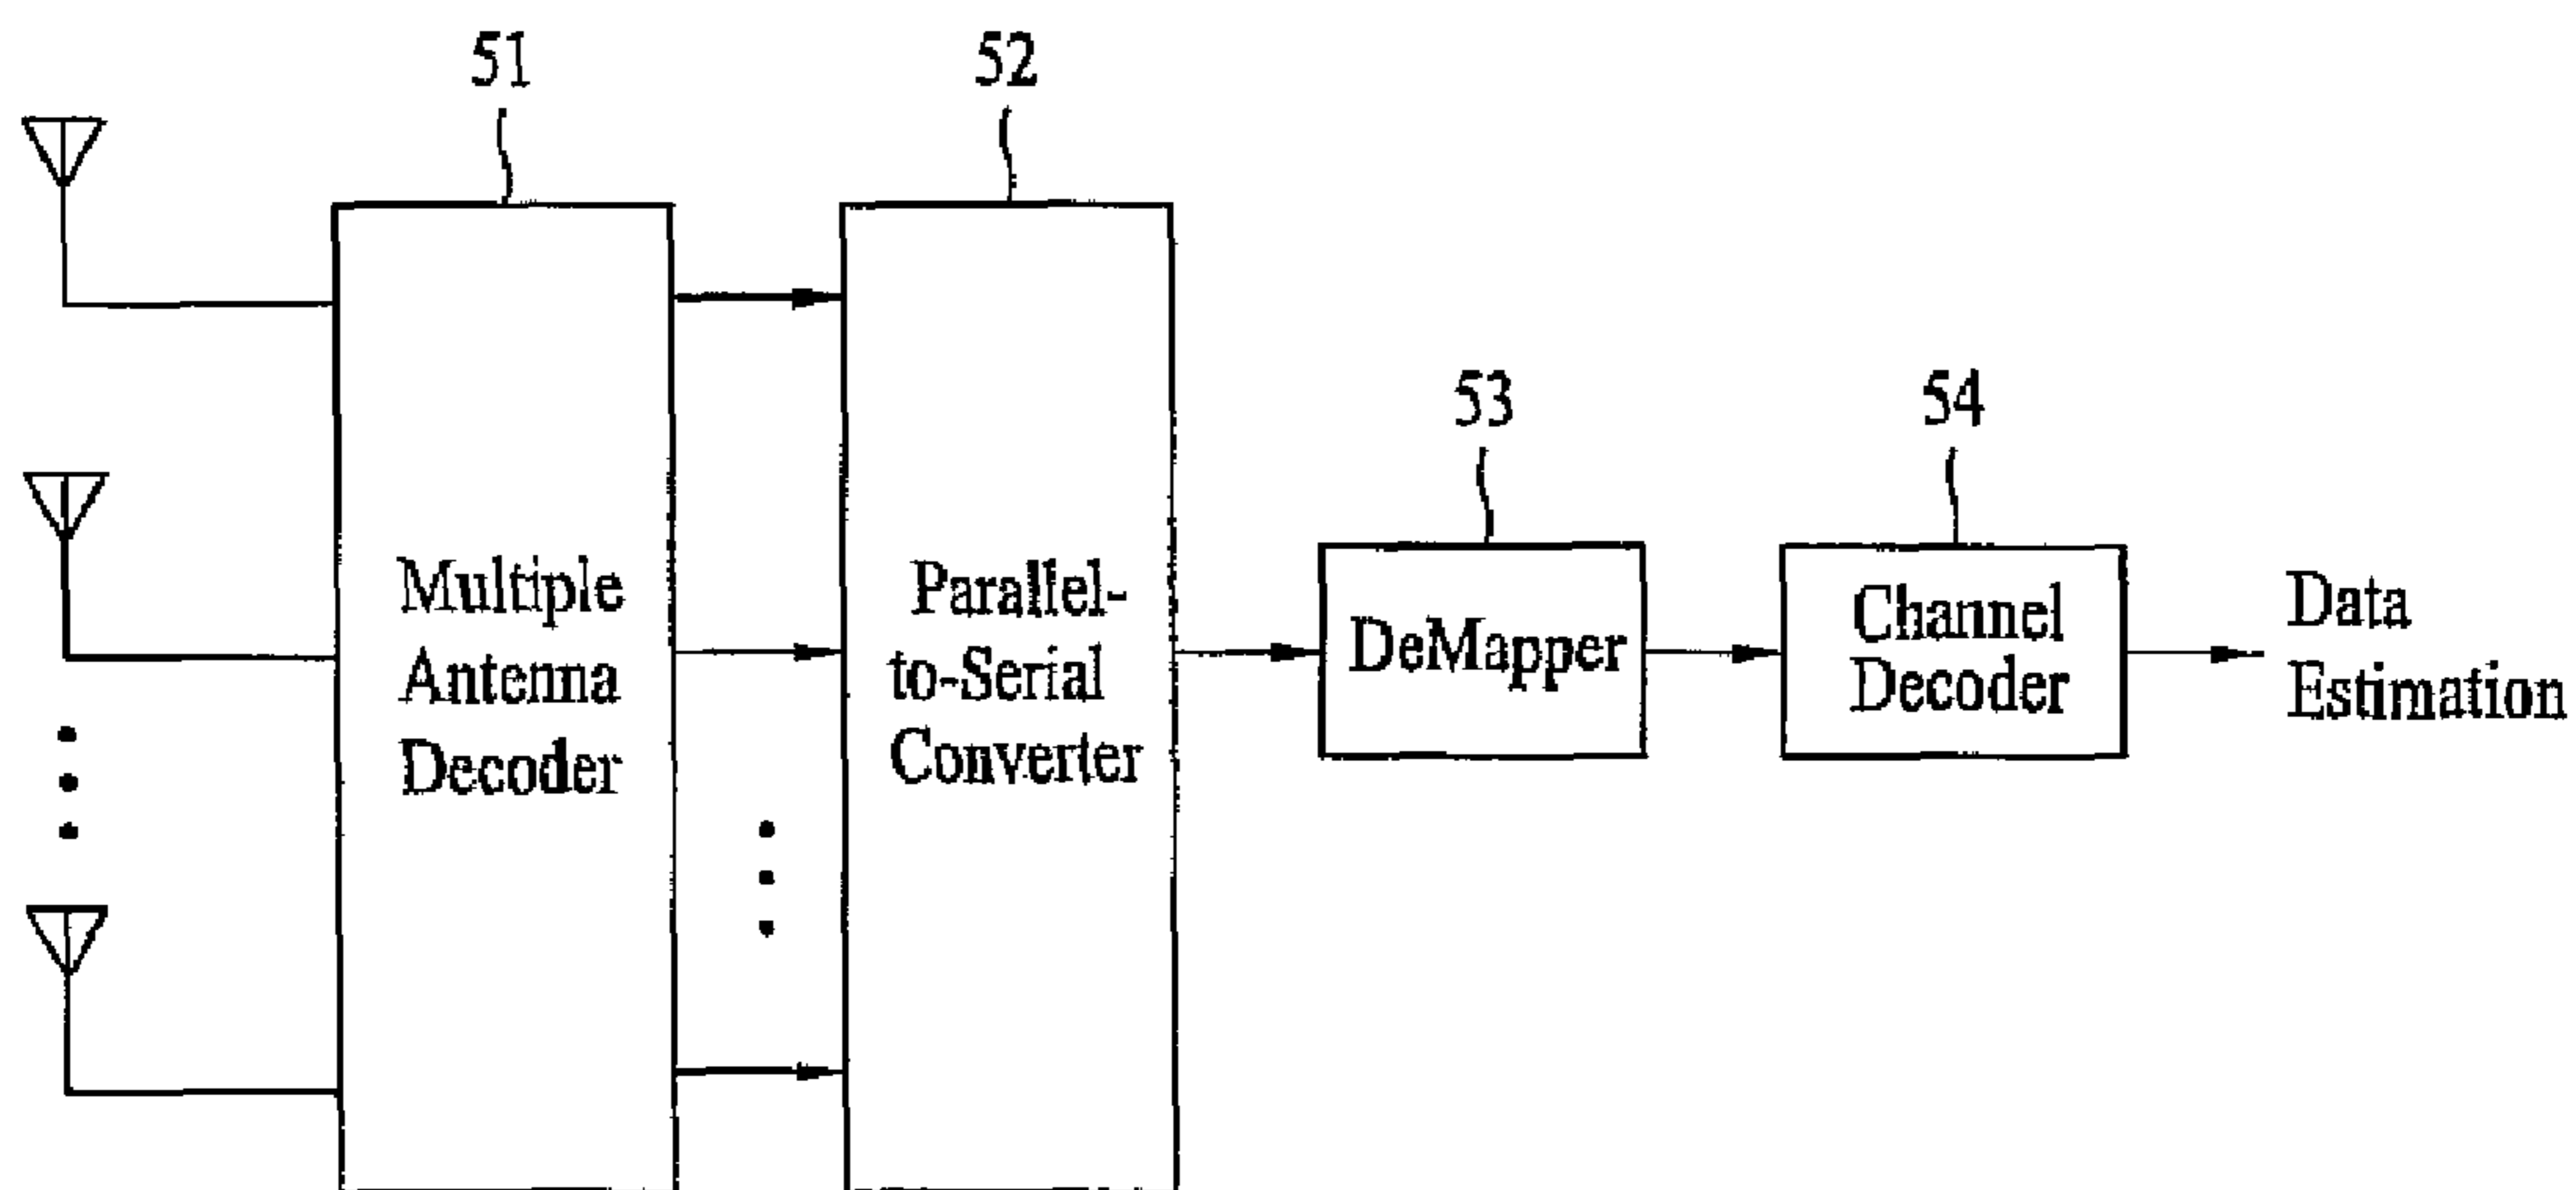 51
52
53
54
Multiple
Antenna
Decoder
Parallel-
to-Serial
Converter
DeMapper
Channel
Decoder
Data
Estimation